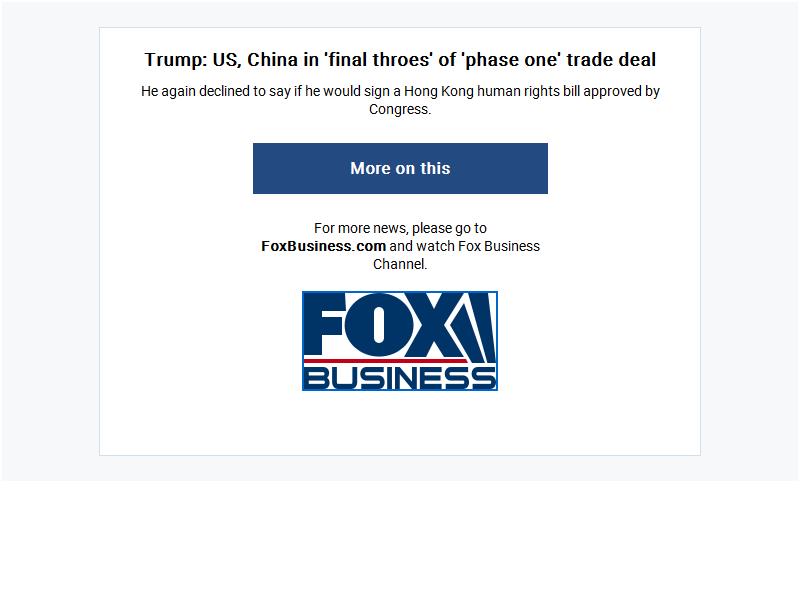 Trump: US, China in 'final throes' of 'phase one' trade deal
He again declined to say if he would sign a Hong Kong human rights bill approved by
Congress.
More on this
For more news, please go to
FoxBusiness.com and watch Fox Business
Channel.
FOX
BUSINESS